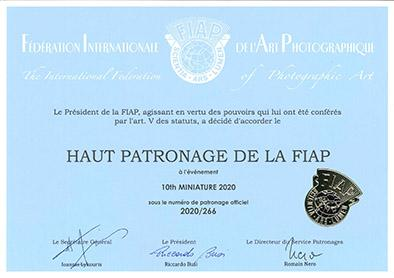 FÉDÉRATION INTERNATIONALE DE L'ART PHOTOGRAPHIQUE
FIAP
The International Federation of Photographic Art
Le Président de la FIAP, agissant en vertu des pouvoirs qui lui ont été conférés
par l'art. V des statuts, a décidé d'accorder le
HAUT PATRONAGE DE LA FIAP
à l'événement
10th MINIATURE 2020
sous le numéro de patronage officiel
2020/266
FIAP
Le Secrétaire Général Le Président Le Directeur du Service Patronages
Ioannis Lykouris Riccardo Busi Romain Nero